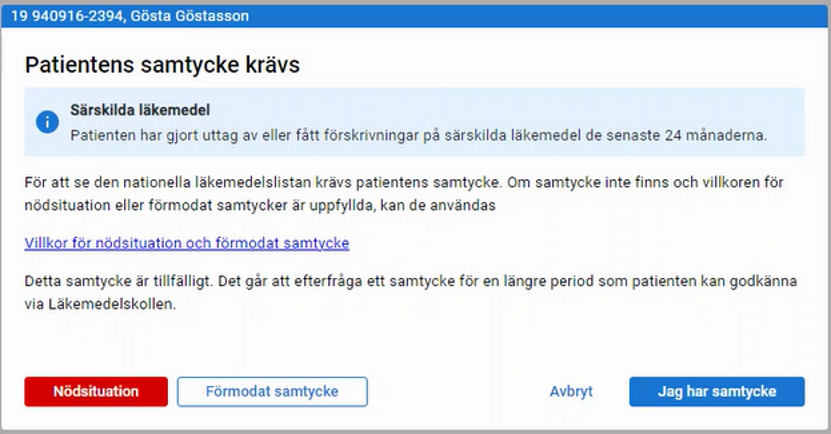 19 940916-2394, Gösta Göstasson
Patientens samtycke krävs
Särskilda läkemedel
Patienten har gjort uttag av eller fått förskrivningar på särskilda läkemedel de senaste 24 månaderna.
För att se den nationella läkemedelslistan krävs patientens samtycke. Om samtycke inte finns och villkoren för
nödsituation eller förmodat samtycker är uppfyllda, kan de användas
Villkor för nödsituation och förmodat samtycke
Detta samtycke är tillfälligt. Det går att efterfråga ett samtycke för en längre period som patienten kan godkänna
via Läkemedelskollen.
Nödsituation Förmodat samtycke Avbryt Jag har samtycke